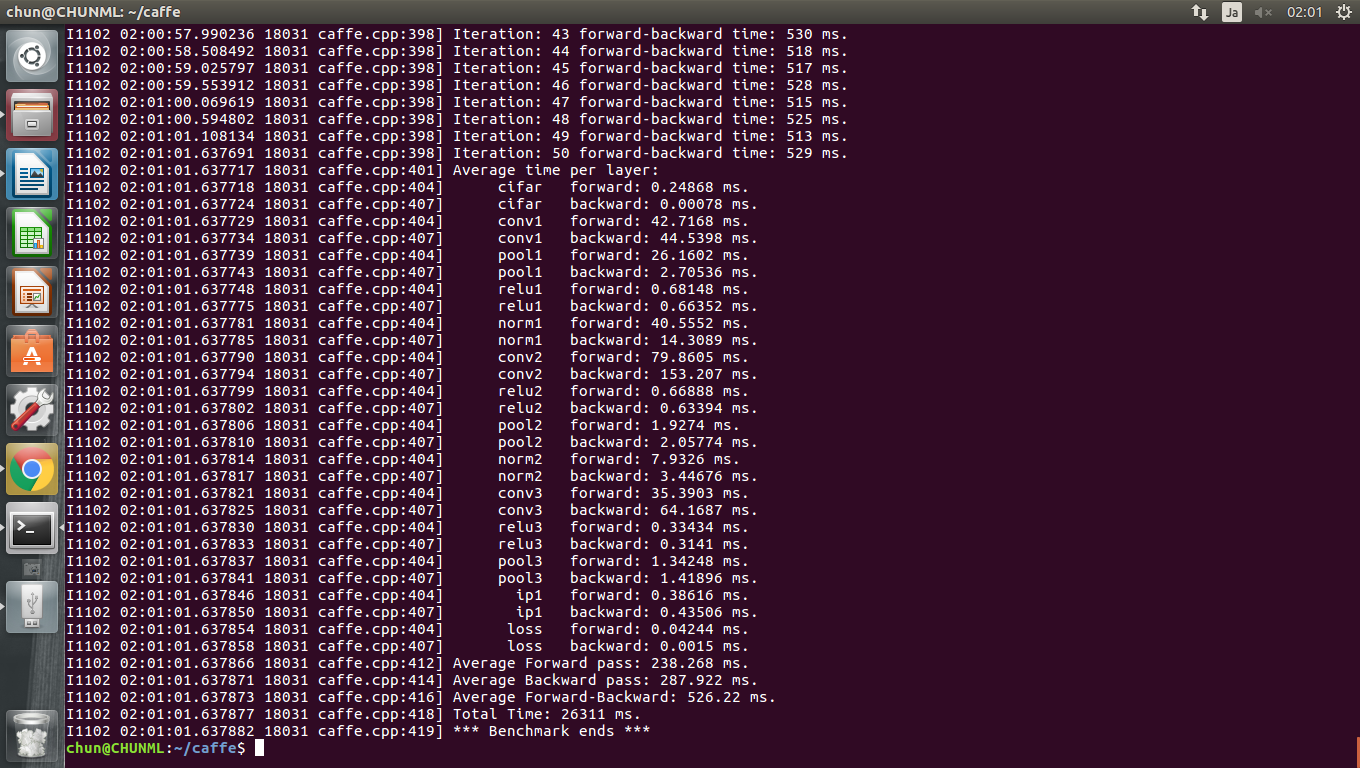 chun@CHUNML: ~/caffe
Ja
02:01
I1102 02:00:57.990236 18031 caffe.cpp:398] Iteration: 43 forward-backward time: 530 ms.
I1102 02:00:58.508492 18031 caffe.cpp:398] Iteration: 44 forward-backward time: 518 ms.
I1102 02:00:59.025797 18031 caffe.cpp:398] Iteration: 45 forward-backward time: 517 ms.
I1102 02:00:59.553912 18031 caffe.cpp:398] Iteration: 46 forward-backward time: 528 ms.
I1102 02:01:00.069619 18031 caffe.cpp:398] Iteration: 47 forward-backward time: 515 ms.
I1102 02:01:00.594802 18031 caffe.cpp:398] Iteration: 48 forward-backward time: 525 ms.
I1102 02:01:01.108134 18031 caffe.cpp:398] Iteration: 49 forward-backward time: 513 ms.
I1102 02:01:01.637691 18031 caffe.cpp:398] Iteration: 50 forward-backward time: 529 ms.
I1102 02:01:01.637717 18031 caffe.cpp:401] Average time per layer:
I1102 02:01:01.637718 18031 caffe.cpp:404] cifar forward: 0.24868 ms.
I1102 02:01:01.637724 18031 caffe.cpp:407] cifar backward: 0.00078 ms.
I1102 02:01:01.637729 18031 caffe.cpp:404] conv1 forward: 42.7168 ms.
I1102 02:01:01.637734 18031 caffe.cpp:407] conv1 backward: 44.5398 ms.
I1102 02:01:01.637739 18031 caffe.cpp:404] pool1 forward: 26.1602 ms.
I1102 02:01:01.637743 18031 caffe.cpp:407] pool1 backward: 2.70536 ms.
I1102 02:01:01.637748 18031 caffe.cpp:404] relu1 forward: 0.68148 ms.
I1102 02:01:01.637775 18031 caffe.cpp:407] relu1 backward: 0.66352 ms.
I1102 02:01:01.637781 18031 caffe.cpp:404] norm1 forward: 40.5552 ms.
I1102 02:01:01.637785 18031 caffe.cpp:407] norm1 backward: 14.3089 ms.
I1102 02:01:01.637790 18031 caffe.cpp:404] conv2 forward: 79.8605 ms.
I1102 02:01:01.637794 18031 caffe.cpp:407] conv2 backward: 153.207 ms.
I1102 02:01:01.637799 18031 caffe.cpp:404] relu2 forward: 0.66888 ms.
I1102 02:01:01.637802 18031 caffe.cpp:407] relu2 backward: 0.63394 ms.
I1102 02:01:01.637806 18031 caffe.cpp:404] pool2 forward: 1.9274 ms.
I1102 02:01:01.637810 18031 caffe.cpp:407] pool2 backward: 2.05774 ms.
I1102 02:01:01.637814 18031 caffe.cpp:404] norm2 forward: 7.9326 ms.
I1102 02:01:01.637817 18031 caffe.cpp:407] norm2 backward: 3.44676 ms.
I1102 02:01:01.637821 18031 caffe.cpp:404] conv3 forward: 35.3903 ms.
I1102 02:01:01.637825 18031 caffe.cpp:407] conv3 backward: 64.1687 ms.
I1102 02:01:01.637830 18031 caffe.cpp:404] relu3 forward: 0.33434 ms.
I1102 02:01:01.637833 18031 caffe.cpp:407] relu3 backward: 0.3141 ms.
I1102 02:01:01.637837 18031 caffe.cpp:404] pool3 forward: 1.34248 ms.
I1102 02:01:01.637841 18031 caffe.cpp:407] pool3 backward: 1.41896 ms.
I1102 02:01:01.637846 18031 caffe.cpp:404] ip1 forward: 0.38616 ms.
I1102 02:01:01.637850 18031 caffe.cpp:407] ip1 backward: 0.43506 ms.
I1102 02:01:01.637854 18031 caffe.cpp:404] loss forward: 0.04244 ms.
I1102 02:01:01.637858 18031 caffe.cpp:407] loss backward: 0.0015 ms.
I1102 02:01:01.637866 18031 caffe.cpp:412] Average Forward pass: 238.268 ms.
I1102 02:01:01.637871 18031 caffe.cpp:414] Average Backward pass: 287.922 ms.
I1102 02:01:01.637873 18031 caffe.cpp:416] Average Forward-Backward: 526.22 ms.
I1102 02:01:01.637877 18031 caffe.cpp:418] Total Time: 26311 ms.
I1102 02:01:01.637882 18031 caffe.cpp:419] *** Benchmark ends ***
chun@CHUNML:~/caffe$